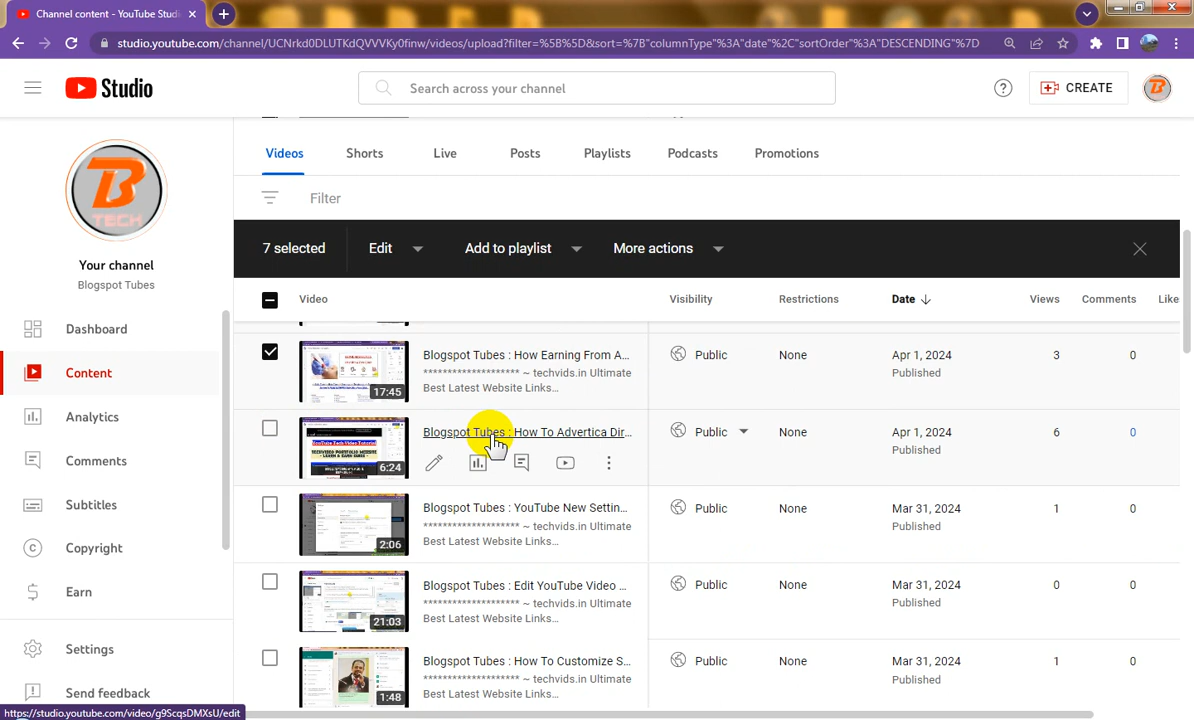 Channel content - YouTube Studi
studio.youtube.com/channel/UCNrkd0DLUTKdQVVVKy0finw/videos/upload?filter=%5B%5D&sort=%7B"columnType"%3A"date"%2C"sortOrder"%3A"DESCENDING"%7D
Studio
Search across your channel
CREATE
B TECH
Your channel
Blogspot Tubes
Dashboard
Content
Analytics
Comments
Subtitles
Copyright
Earn
Settings
Send feedback
Videos Shorts Live Posts Playlists Podcasts Promotions
Filter
7 selected Edit Add to playlist More actions
Video Visibility Restrictions Date Views Comments Like
17:45
Blogspot Tubes : How Earning From A... Public None Apr 1, 2024 3 0
******************* ~ techvids.in Ultimate Published
Best Latest Website Links...
6:24
Blogspot Tubes : How To Advertica Dir... Public None Apr 1, 2024 6 0
Published
2:06
Blogspot Tubes : YouTube New Settin... Public None Mar 31, 2024 1 0
******************* ~ techvids.in Ultimate Published
Best Latest Website Links...
21:03
Blogspot Tubes : Edit YouTube Video ... Public None Mar 31, 2024 0 0
******************* ~ techvids.in Ultimate Published
Best Latest Website Links...
1:48
Blogspot Tubes : How To Customize S... Public None Mar 31, 2024 1 0
******************* ~ techvids.in Ultimate Published
Best Latest Website Links...
https://studio.youtube.com/video/g9ScqsDMXsU/edit